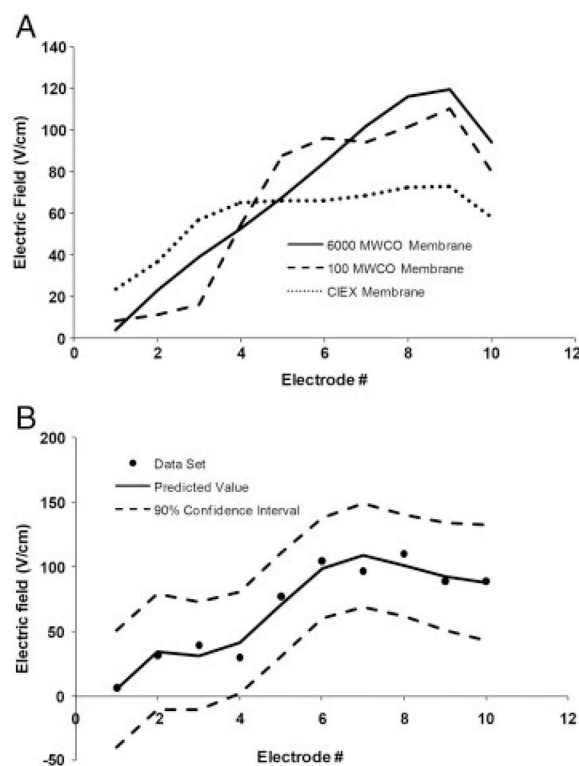 A
140
120
100
80
60
40
20
0
Electric Field (V/cm)
6000 MWCO Membrane
100 MWCO Membrane
CIEX Membrane
0 2 4 6 8 10 12
Electrode #
B
200
150
100
50
0
-50
Electric field (V/cm)
Data Set
Predicted Value
90% Confidence Interval
0 2 4 6 8 10 12
Electrode #